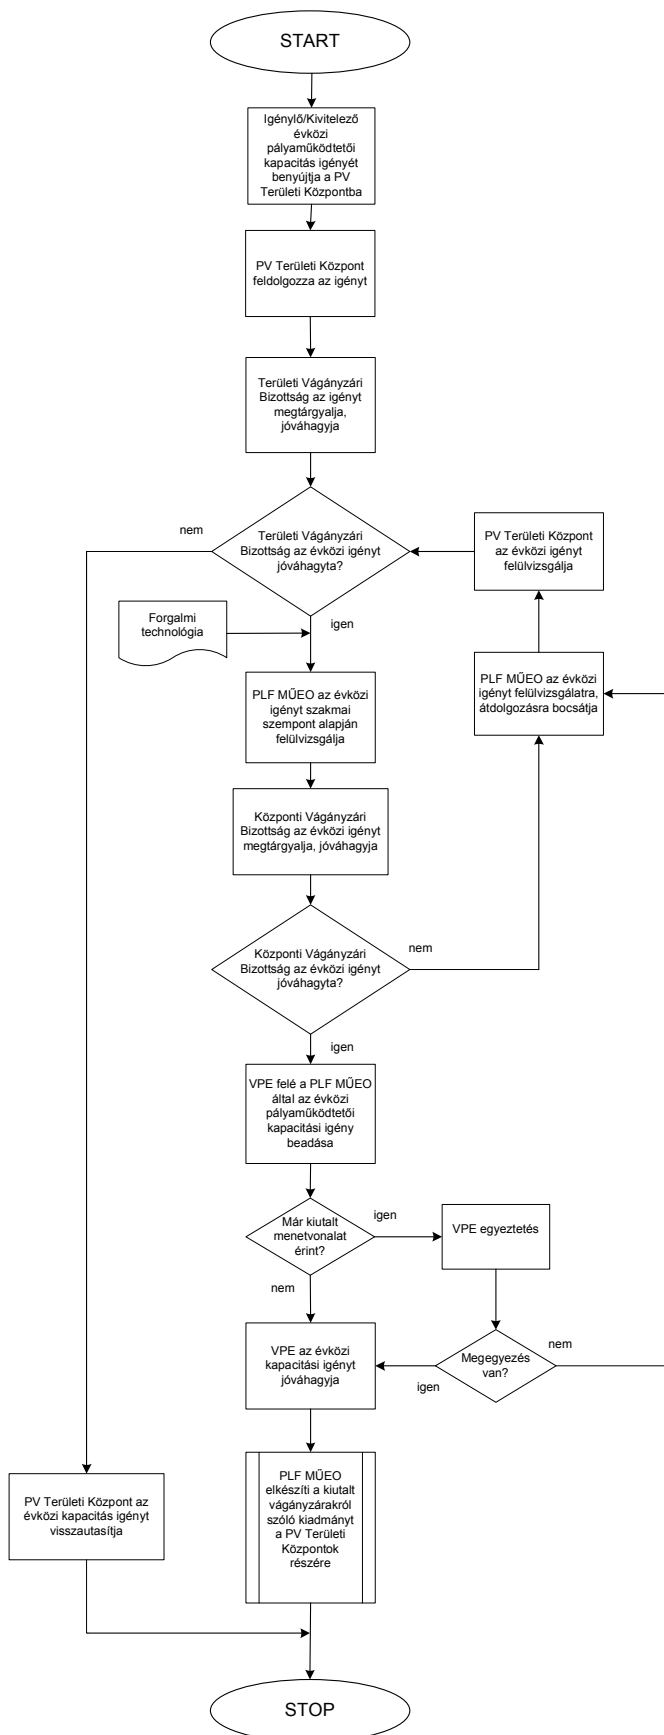 START
Igénylő/Kivitelező
évközi
pályaműködtetői
kapacitás igényét
benyújtja a PV
Területi Központba
PV Területi Központ
feldolgozza az igényt
Területi Vágányzári
Bizottság az igényt
megtárgyalja,
jóváhagyja
nem
Területi Vágányzári
Bizottság az évközi igényt
jóváhagyta?
PV Területi Központ
az évközi igényt
felülvizsgálja
igen
Forgalmi
technológia
PLF MŰEO az évközi
igényt szakmai
szempont alapján
felülvizsgálja
PLF MŰEO az évközi
igényt felülvizsgálatra,
átdolgozásra bocsátja
Központi Vágányzári
Bizottság az évközi igényt
megtárgyalja, jóváhagyja
Központi Vágányzári
Bizottság az évközi igényt
jóváhagyta?
nem
igen
VPE felé a PLF MŰEO
által az évközi
pályaműködtetői
kapacitási igény
beadása
Már kiutalt
menetvonalat
érint?
igen
VPE egyeztetés
nem
VPE az évközi
kapacitási igényt
jóváhagyja
Megegyezés
van?
nem
igen
PLF MŰEO
elkészíti a kiutalt
vágányzárakról
szóló kiadmányt
a PV Területi
Központok
részére
PV Területi Központ az
évközi kapacitás igényt
visszautasítja
STOP